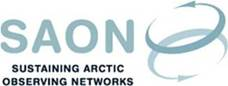 SAON
SUSTAINING ARCTIC
OBSERVING NETWORKS